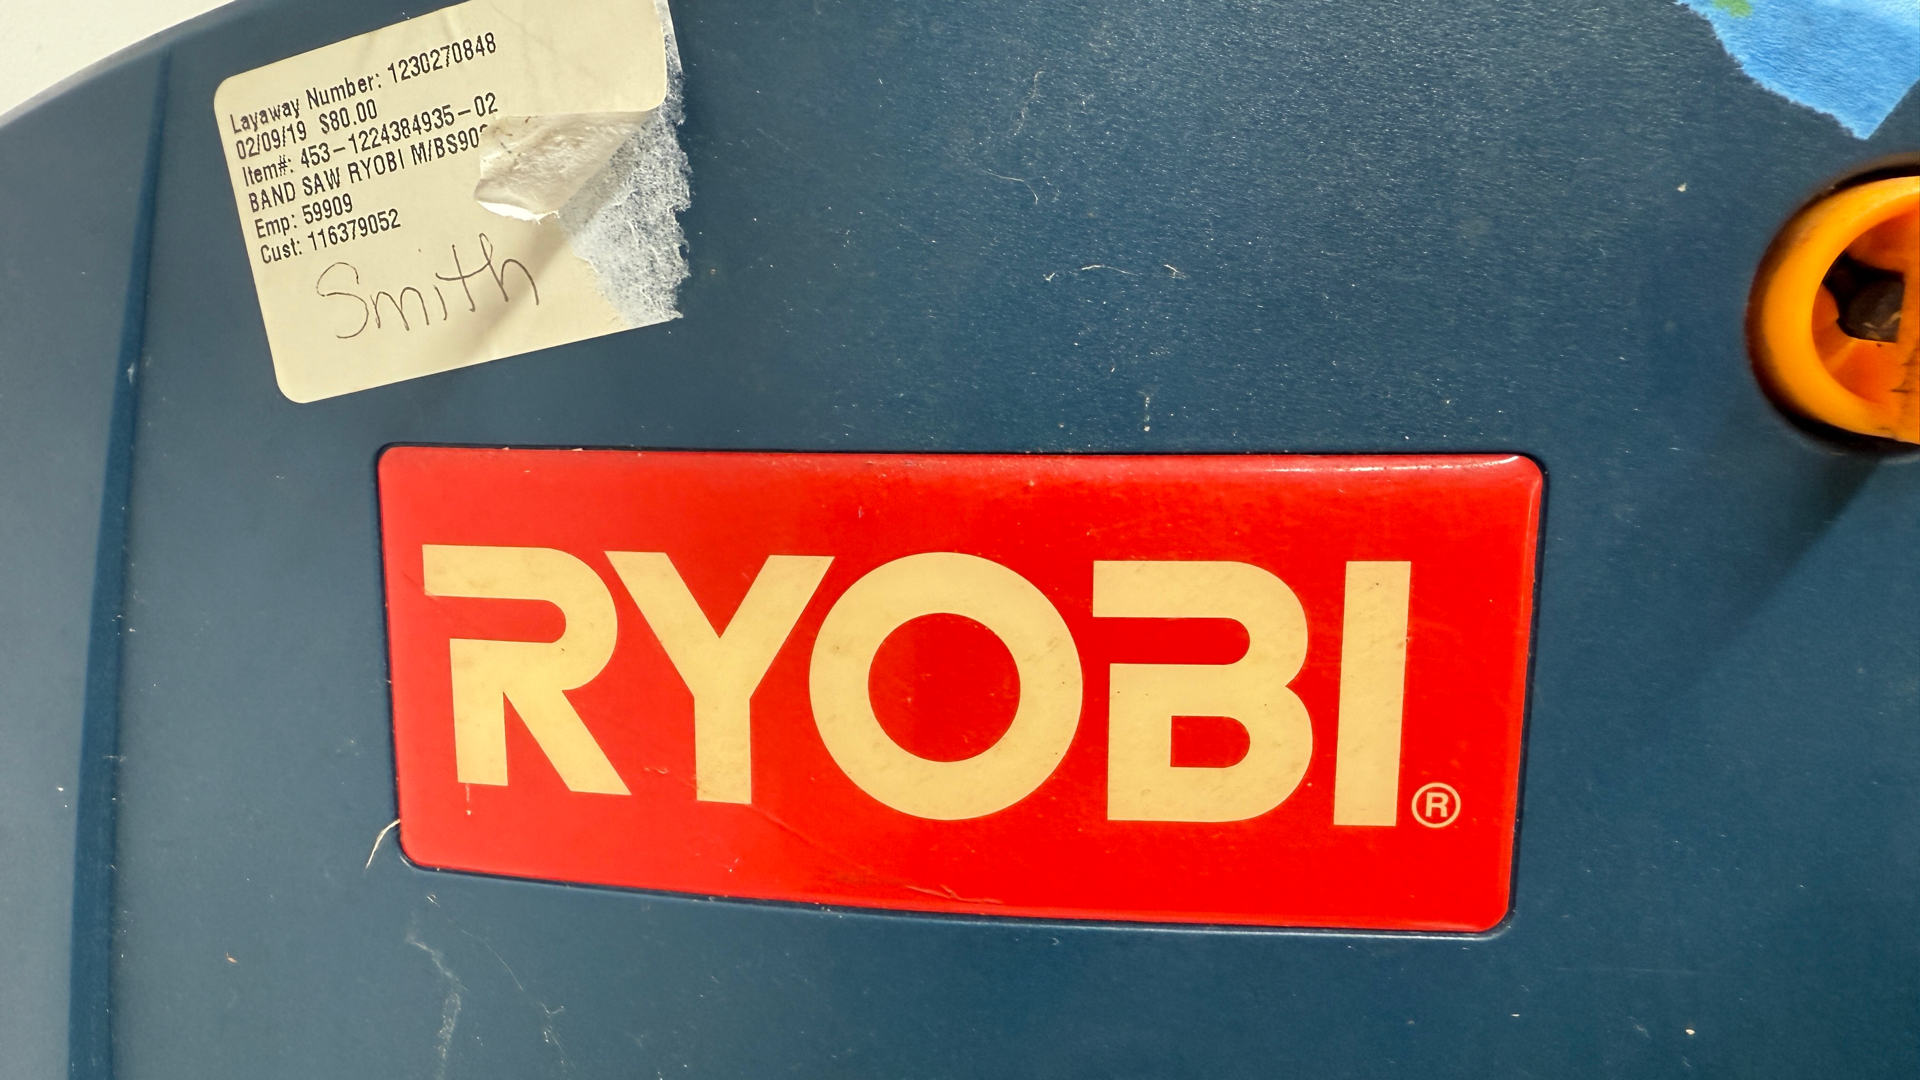 Layaway Number: 1230270848
02/09/19 $80.00
Item#: 453-1224384935-02
BAND SAW RYOBI
Emp: 59909
Cust: 116379052
Smith
RYOBI®